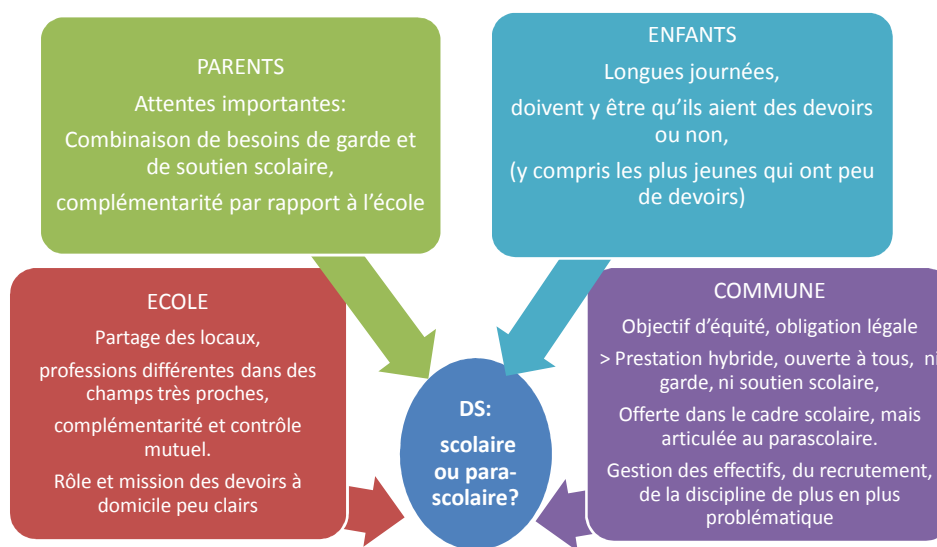 PARENTS
Attentes importantes:
Combinaison de besoins de garde et
de soutien scolaire,
complémentarité par rapport à l'école
ENFANTS
Longues journées,
doivent y être qu'ils aient des devoirs
ou non,
(y compris les plus jeunes qui ont peu
de devoirs)
ECOLE
Partage des locaux,
professions différentes dans des
champs très proches,
complémentarité et contrôle
mutuel.
Rôle et mission des devoirs à
domicile peu clairs
DS:
scolaire
ou para-
scolaire?
COMMUNE
Objectif d'équité, obligation légale
> Prestation hybride, ouverte à tous, ni
garde, ni soutien scolaire,
Offerte dans le cadre scolaire, mais
articulée au parascolaire.
Gestion des effectifs, du recrutement,
de la discipline de plus en plus
problématique